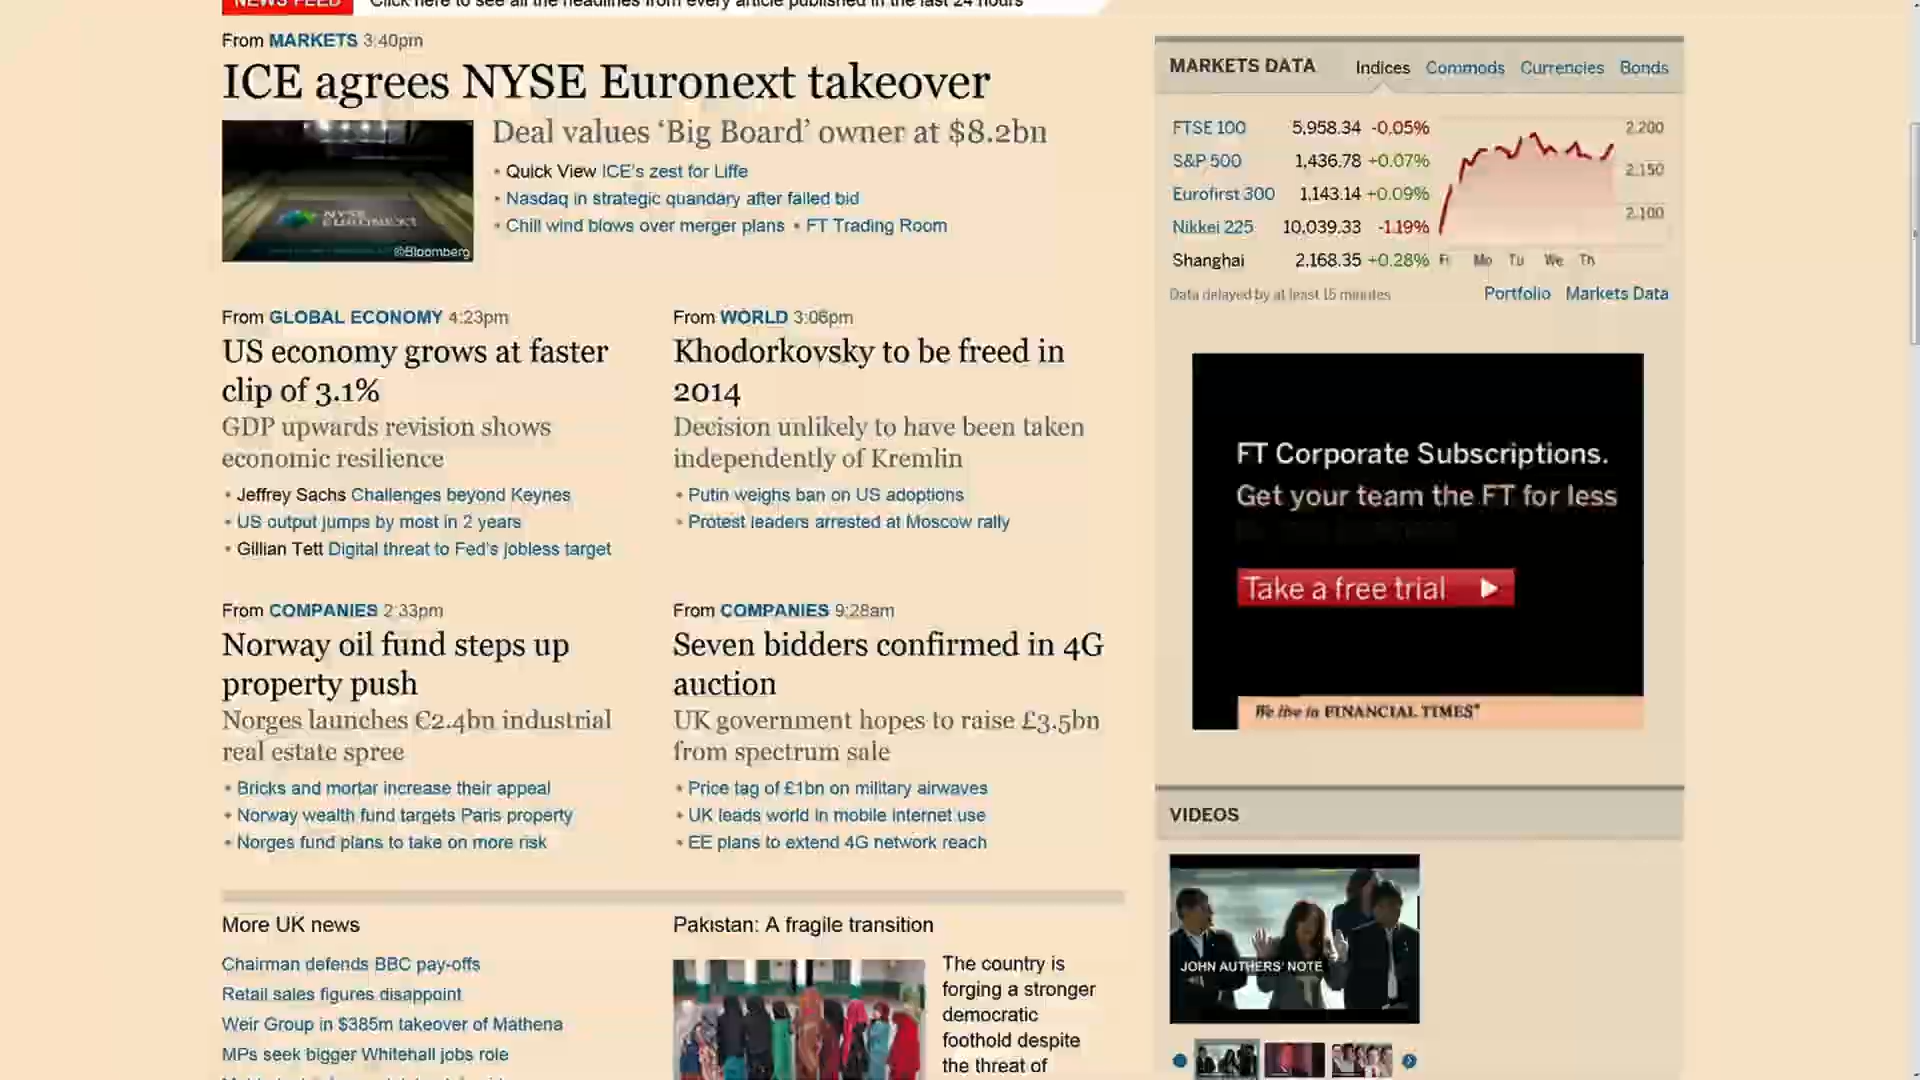 NEWS FEED Click here to see all the headlines from every article published in the last 24 hours
From MARKETS 3:40pm
ICE agrees NYSE Euronext takeover
NYSE
EURONEXT
©Bloomberg
Deal values ‘Big Board’ owner at $8.2bn
• Quick View ICE's zest for Liffe
• Nasdaq in strategic quandary after failed bid
• Chill wind blows over merger plans • FT Trading Room
From GLOBAL ECONOMY 4:23pm
US economy grows at faster
clip of 3.1%
GDP upwards revision shows
economic resilience
• Jeffrey Sachs Challenges beyond Keynes
• US output jumps by most in 2 years
• Gillian Tett Digital threat to Fed's jobless target
From WORLD 3:06pm
Khodorkovsky to be freed in
2014
Decision unlikely to have been taken
independently of Kremlin
• Putin weighs ban on US adoptions
• Protest leaders arrested at Moscow rally
From COMPANIES 2:33pm
Norway oil fund steps up
property push
Norges launches €2.4bn industrial
real estate spree
• Bricks and mortar increase their appeal
• Norway wealth fund targets Paris property
• Norges fund plans to take on more risk
From COMPANIES 9:28am
Seven bidders confirmed in 4G
auction
UK government hopes to raise £3.5bn
from spectrum sale
• Price tag of £1bn on military airwaves
• UK leads world in mobile internet use
• EE plans to extend 4G network reach
More UK news
Chairman defends BBC pay-offs
Retail sales figures disappoint
Weir Group in $385m takeover of Mathena
MPs seek bigger Whitehall jobs role
Pakistan: A fragile transition
The country is
forging a stronger
democratic
foothold despite
the threat of
MARKETS DATA Indices Commods Currencies Bonds
FTSE 100 5,958.34 -0.05%
S&P 500 1,436.78 +0.07%
Eurofirst 300 1,143.14 +0.09%
Nikkei 225 10,039.33 -1.19%
Shanghai 2,168.35 +0.28%
2,200
2,150
2,100
Fr Mo Tu We Th
Data delayed by at least 15 minutes
Portfolio Markets Data
FT Corporate Subscriptions.
Get your team the FT for less
Take a free trial
We live in FINANCIAL TIMES®
VIDEOS
JOHN AUTHERS' NOTE